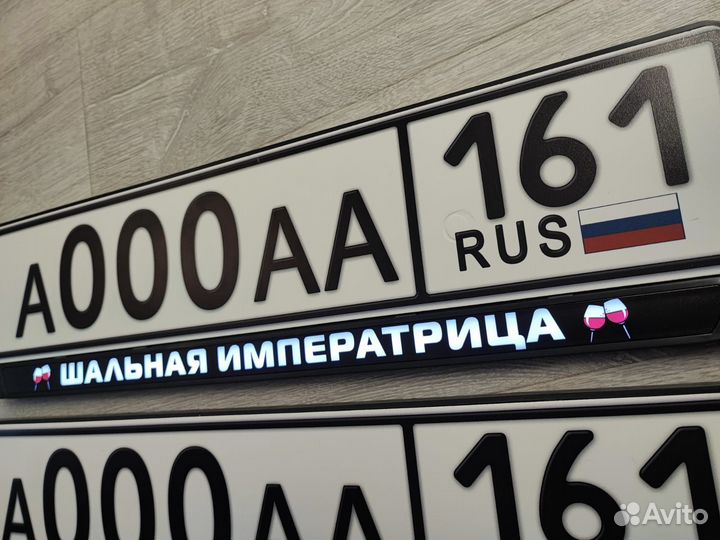 А000АА 161
RUS
ШАЛЬНАЯ ИМПЕРАТРИЦА
А000АА 161
Avito